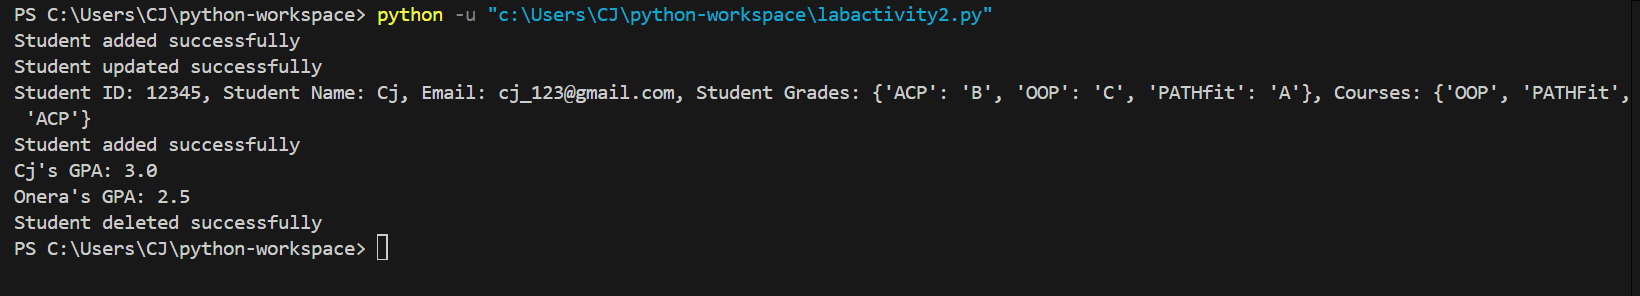 PS C:\Users\CJ\python-workspace> python -u "c:\Users\CJ\python-workspace\labactivity2.py"
Student added successfully
Student updated successfully
Student ID: 12345, Student Name: Cj, Email: cj_123@gmail.com, Student Grades: {'ACP': 'B', 'OOP': 'C', 'PATHfit': 'A'}, Courses: {'OOP', 'PATHFit',
 'ACP'}
Student added successfully
Cj's GPA: 3.0
Onera's GPA: 2.5
Student deleted successfully
PS C:\Users\CJ\python-workspace>